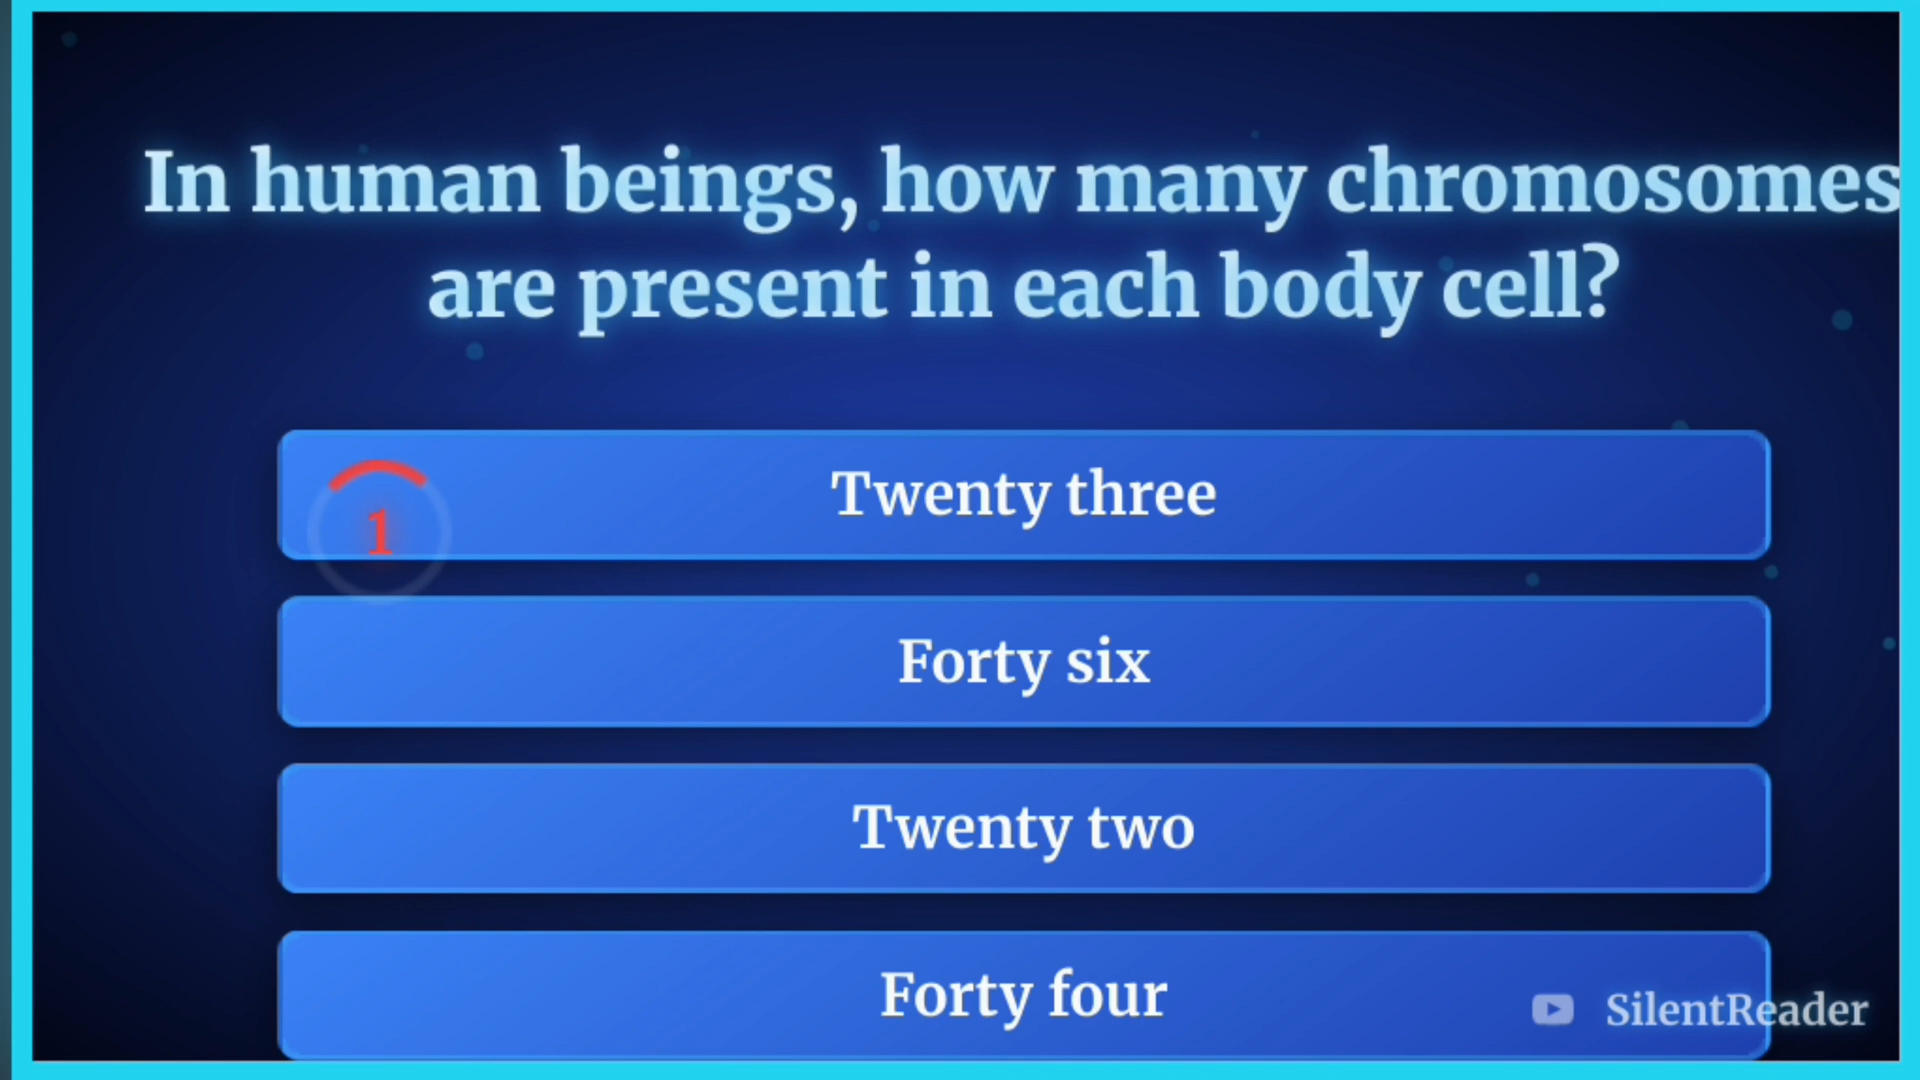 In human beings, how many chromosomes
are present in each body cell?
Twenty three
1
Forty six
Twenty two
Forty four
SilentReader